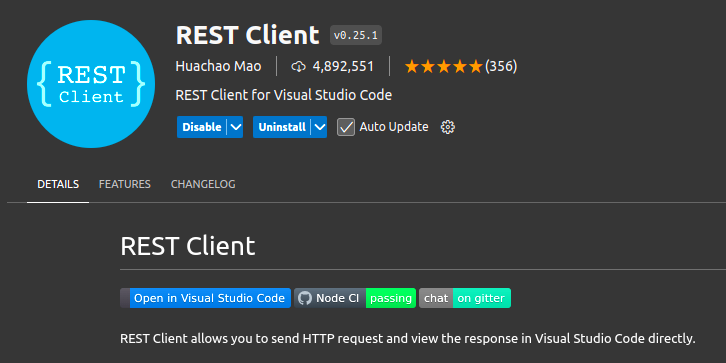 REST Client v0.25.1
{REST Client}
Huachao Mao 4,892,551 ★★★★★(356)
REST Client for Visual Studio Code
Disable Uninstall Auto Update
DETAILS FEATURES CHANGELOG
REST Client
Open in Visual Studio Code Node CI passing chat on gitter
REST Client allows you to send HTTP request and view the response in Visual Studio Code directly.